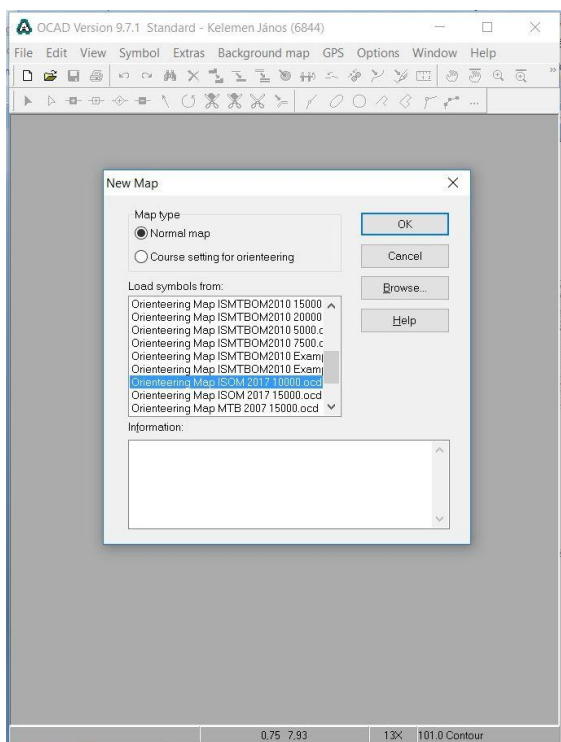 OCAD Version 9.7.1 Standard - Kelemen János (6844)
File Edit View Symbol Extras Background map GPS Options Window Help
New Map
Map type
Normal map
Course setting for orienteering
OK
Cancel
Browse...
Help
Load symbols from:
Orienteering Map ISMTBOM2010 15000
Orienteering Map ISMTBOM2010 20000
Orienteering Map ISMTBOM2010 5000.c
Orienteering Map ISMTBOM2010 7500.c
Orienteering Map ISMTBOM2010 Examp
Orienteering Map ISMTBOM2010 Examp
Orienteering Map ISOM 2017 10000.ocd
Orienteering Map ISOM 2017 15000.ocd
Orienteering Map MTB 2007 15000.ocd
Information:
0,75 7,93 13X 101.0 Contour